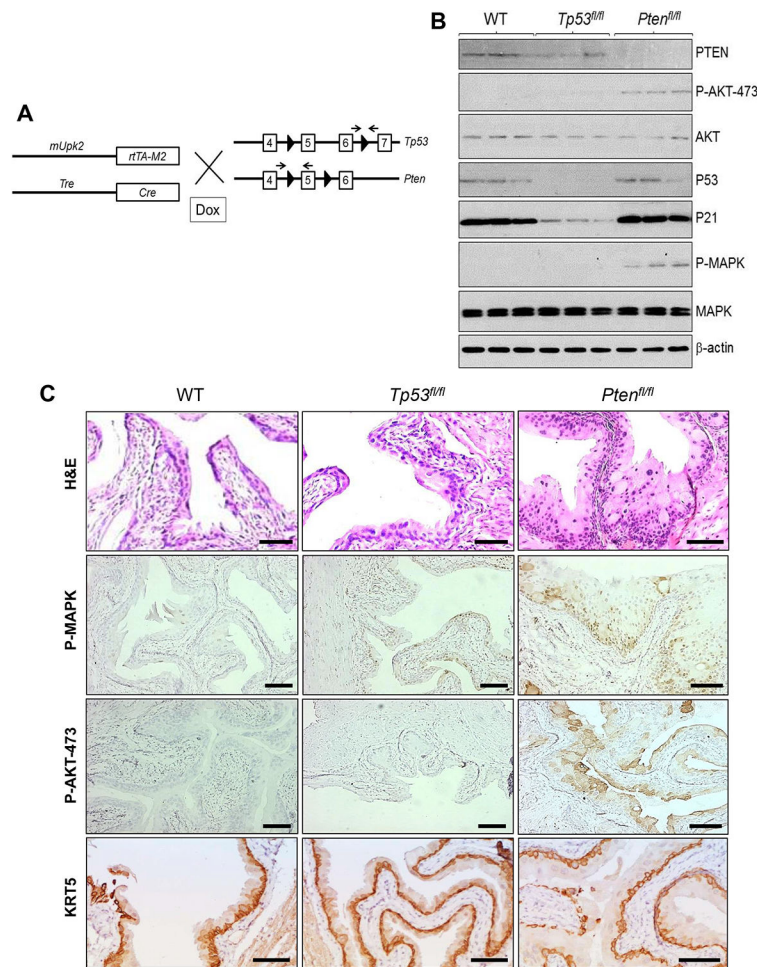 A
mUpk2
rtTA-M2
Tre
Cre
Dox
4 5 6 7 Tp53
4 5 6 Pten
B
WT Tp53fl/fl Ptenfl/fl
PTEN
P-AKT-473
AKT
P53
P21
P-MAPK
MAPK
β-actin
C
WT Tp53fl/fl Ptenfl/fl
H&E
P-MAPK
P-AKT-473
KRT5